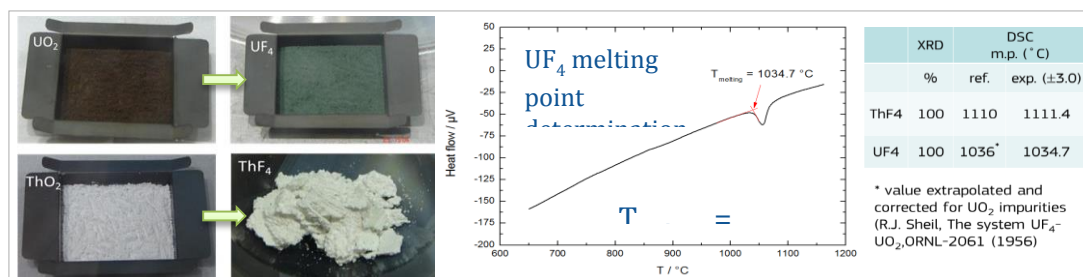 UO2
UF4
ThO2
ThF4
UF4 melting
point
determination
Tmelting = 1034.7 °C
T =
Heat flow / μV
50
25
0
-25
-50
-75
-100
-125
-150
-175
-200
600 700 800 900 1000 1100 1200
T / °C
XRD DSC
m.p. (°C)
% ref. exp. (±3.0)
ThF4 100 1110 1111.4
UF4 100 1036* 1034.7
* value extrapolated and
corrected for UO2 impurities
(R.J. Sheil, The system UF4-
UO2,ORNL-2061 (1956)